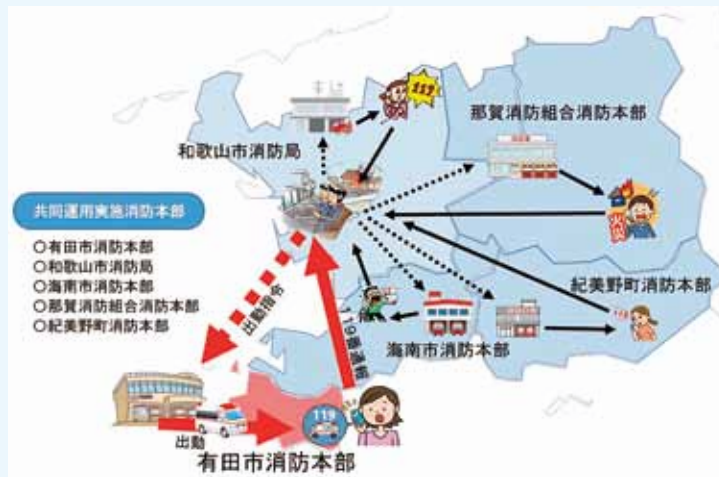 119
那賀消防組合消防本部
和歌山市消防局
共同運用実施消防本部
○有田市消防本部
○和歌山市消防局
○海南市消防本部
○那賀消防組合消防本部
○紀美野町消防本部
火災
紀美野町消防本部
海南市消防本部
出動指令
119番通報
119
出動
有田市消防本部